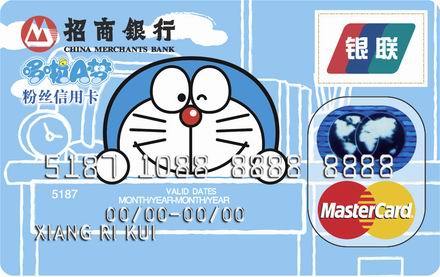 招商银行
CHINA MERCHANTS BANK
银联
哆啦A梦
粉丝信用卡
5187 1088 8888 8888
5187
VALID DATES
MONTH/YEAR-MONTH/YEAR
00/00-00/00
XIANG RI KUI
MasterCard